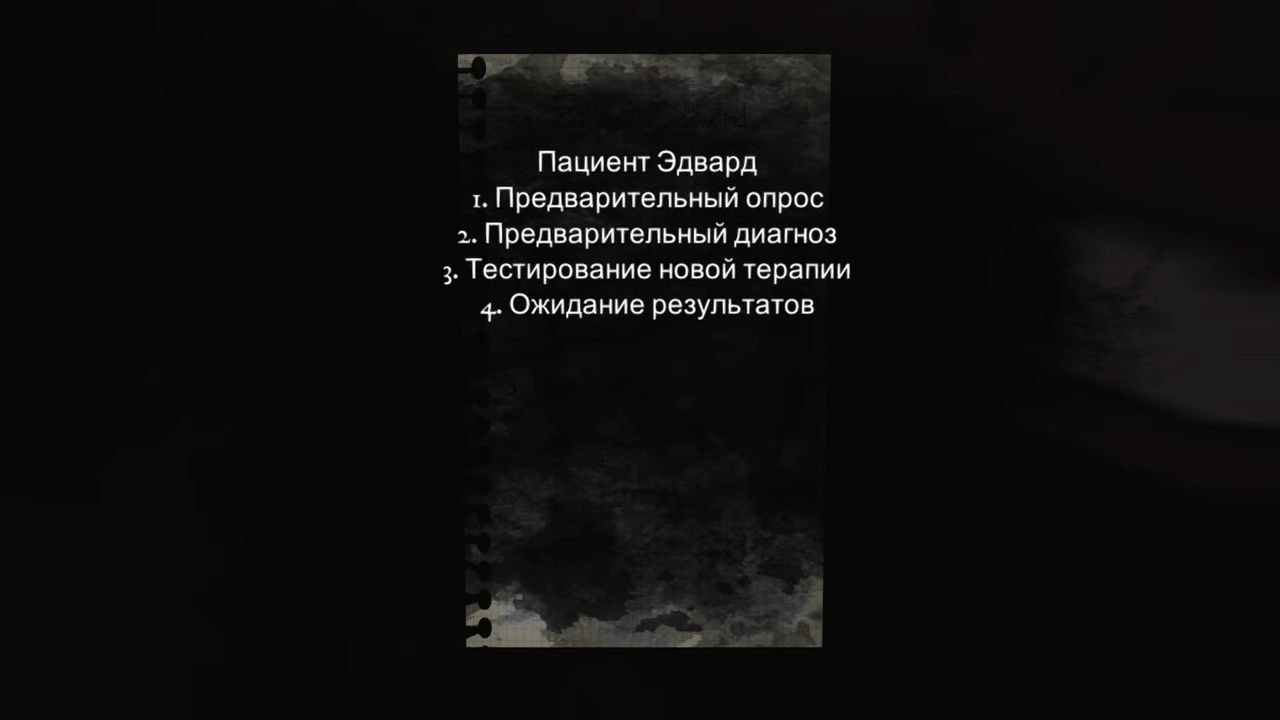 Пациент Эдвард
1. Предварительный опрос
2. Предварительный диагноз
3. Тестирование новой терапии
4. Ожидание результатов